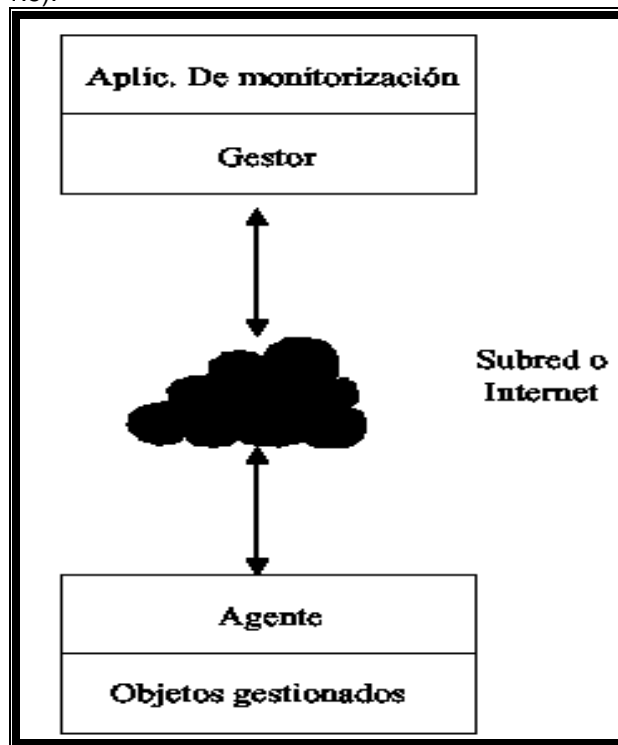 Aplic. De monitorización
Gestor
Subred o
Internet
Agente
Objetos gestionados